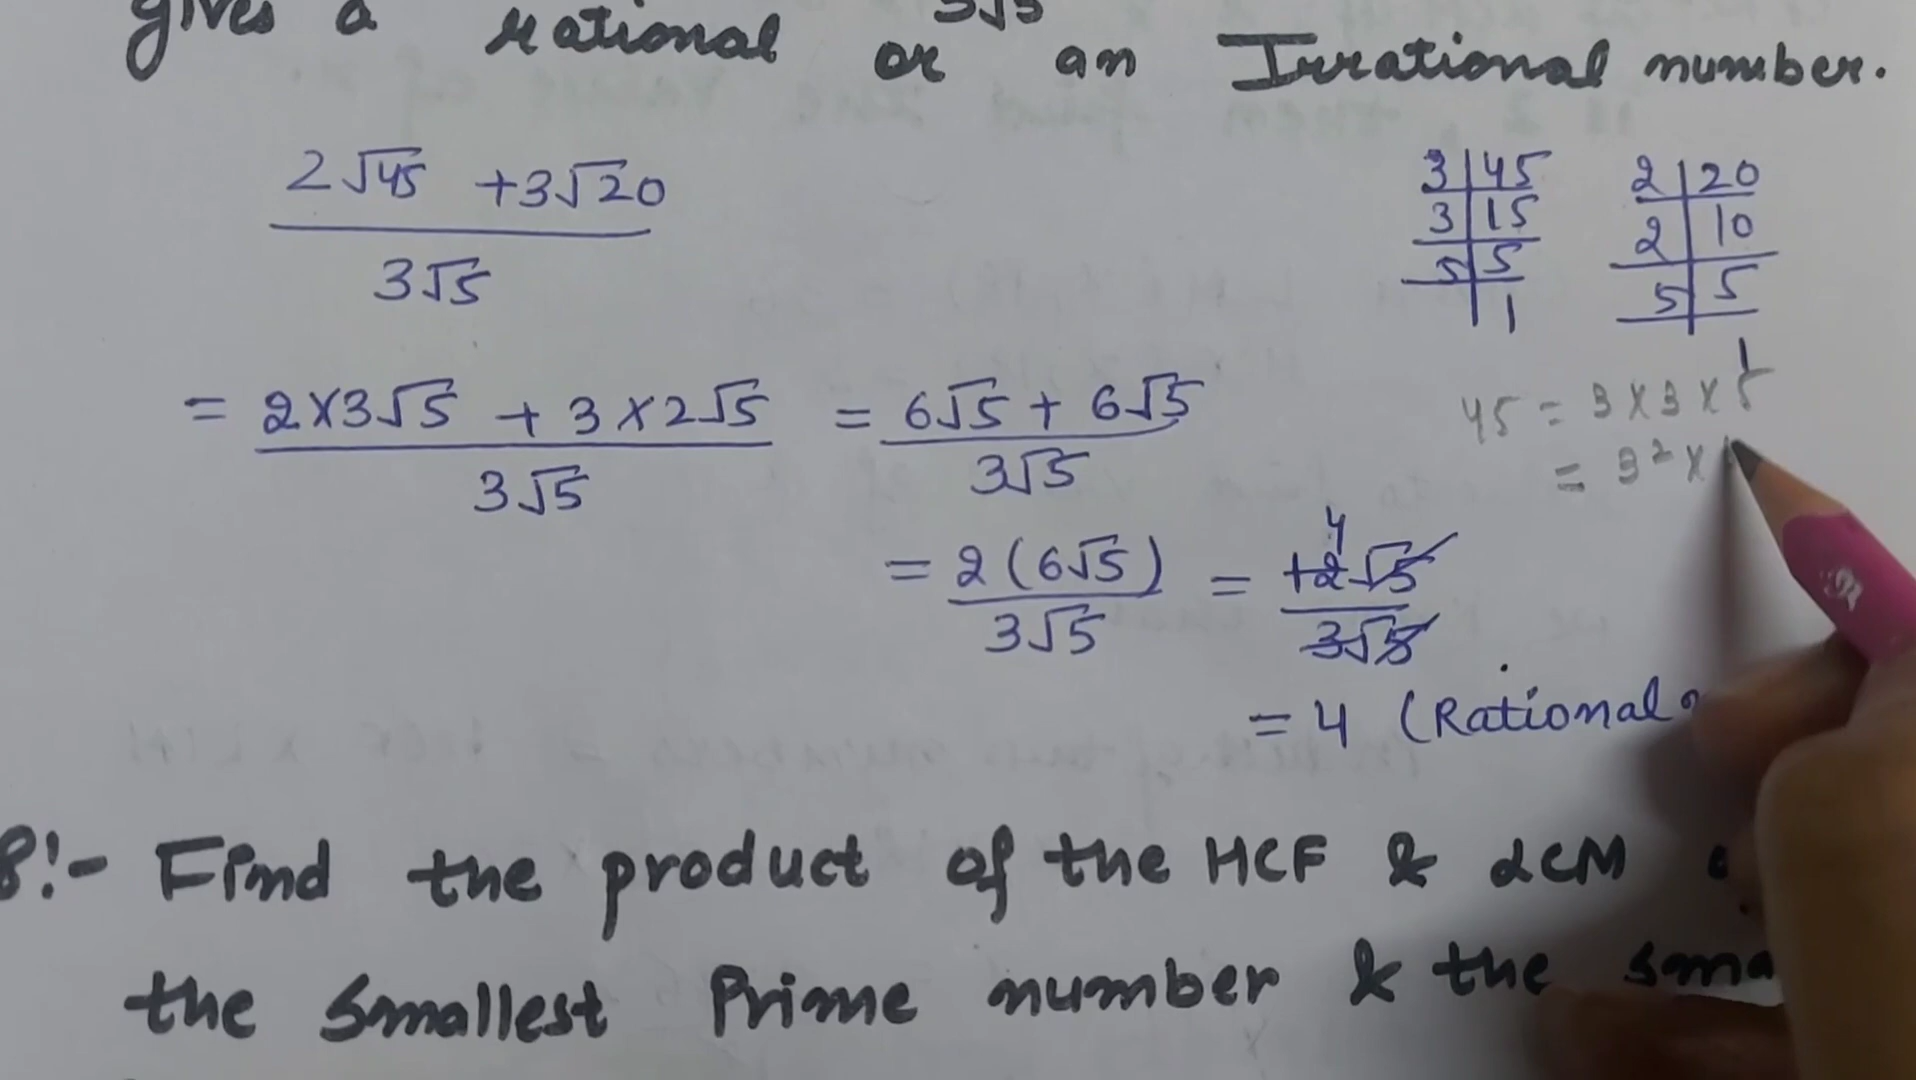 gives a rational or 3√5 an Irrational number.
2√45 + 3√20
3√5
3 | 45
3 | 15
5 | 5
1
2 | 20
2 | 10
5 | 5
1
= 2×3√5 + 3×2√5 = 6√5 + 6√5
3√5 3√5
45 = 3×3×5
= 3² ×
= 2(6√5) = 4 12√5
3√5 3√5
= 4 (Rational
8:- Find the product of the HCF & LCM
the smallest Prime number & the sma